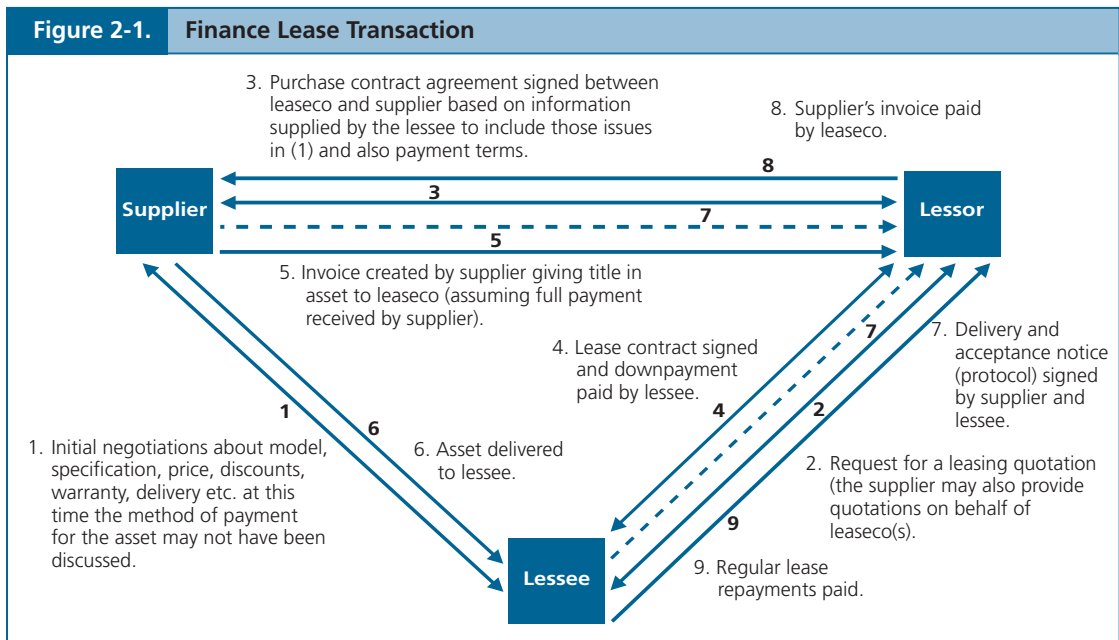 Figure 2-1. Finance Lease Transaction
3. Purchase contract agreement signed between
leaseco and supplier based on information
supplied by the lessee to include those issues
in (1) and also payment terms.
8. Supplier's invoice paid
by leaseco.
8
Supplier
3
Lessor
7
5
5. Invoice created by supplier giving title in
asset to leaseco (assuming full payment
received by supplier).
4. Lease contract signed
and downpayment
paid by lessee.
7
7. Delivery and
acceptance notice
(protocol) signed
by supplier and
lessee.
1
6
4
2
1. Initial negotiations about model,
specification, price, discounts,
warranty, delivery etc. at this
time the method of payment
for the asset may not have been
discussed.
6. Asset delivered
to lessee.
2. Request for a leasing quotation
(the supplier may also provide
quotations on behalf of
leaseco(s).
9
Lessee
9. Regular lease
repayments paid.